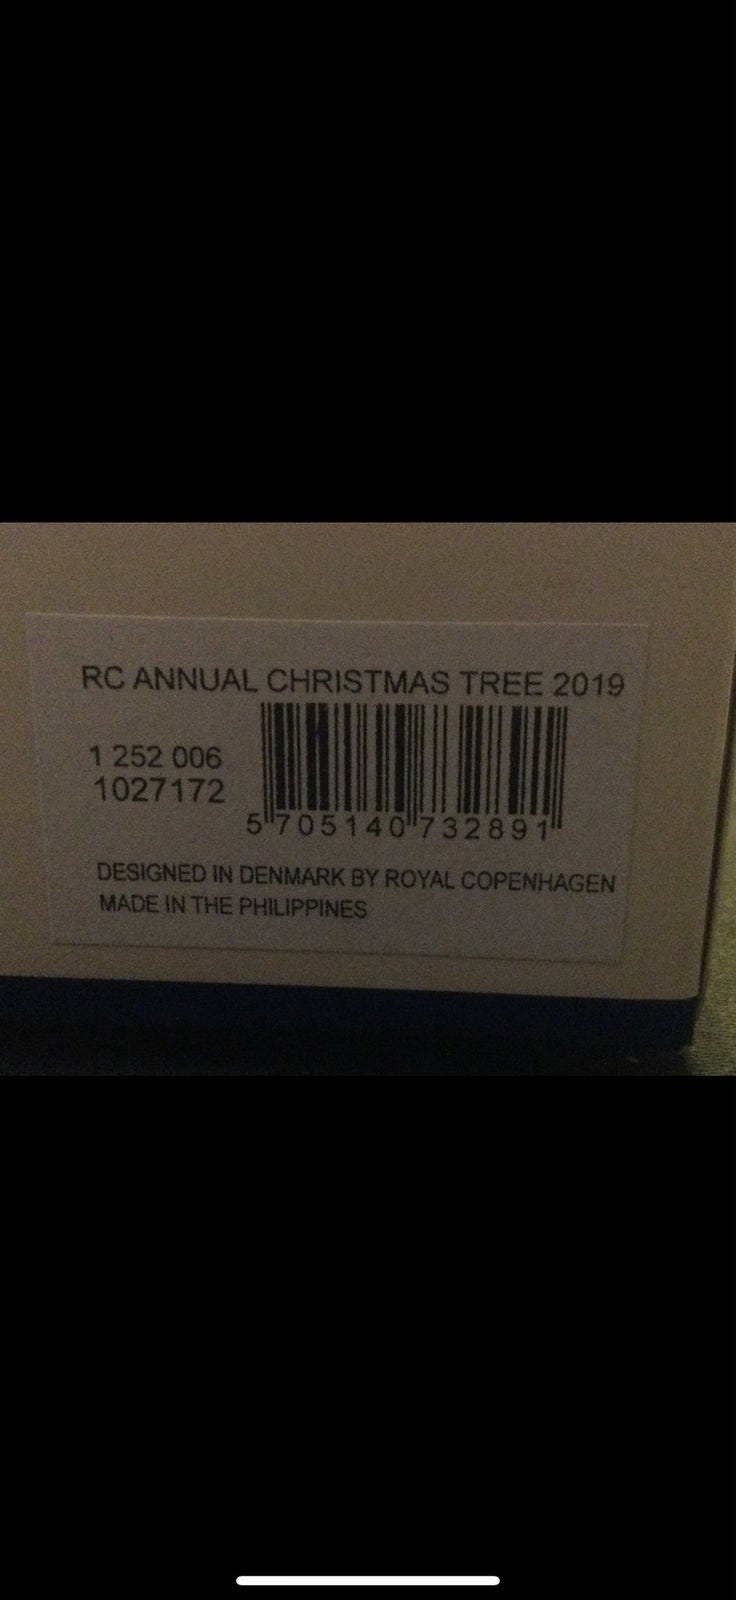 RC ANNUAL CHRISTMAS TREE 2019
1 252 006
1027172
5 705140 732891
DESIGNED IN DENMARK BY ROYAL COPENHAGEN
MADE IN THE PHILIPPINES